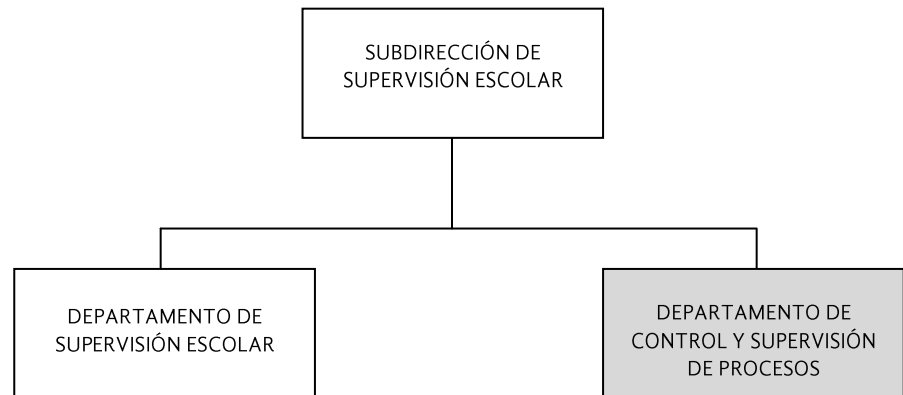 SUBDIRECCIÓN DE
SUPERVISIÓN ESCOLAR
DEPARTAMENTO DE
SUPERVISIÓN ESCOLAR
DEPARTAMENTO DE
CONTROL Y SUPERVISIÓN
DE PROCESOS